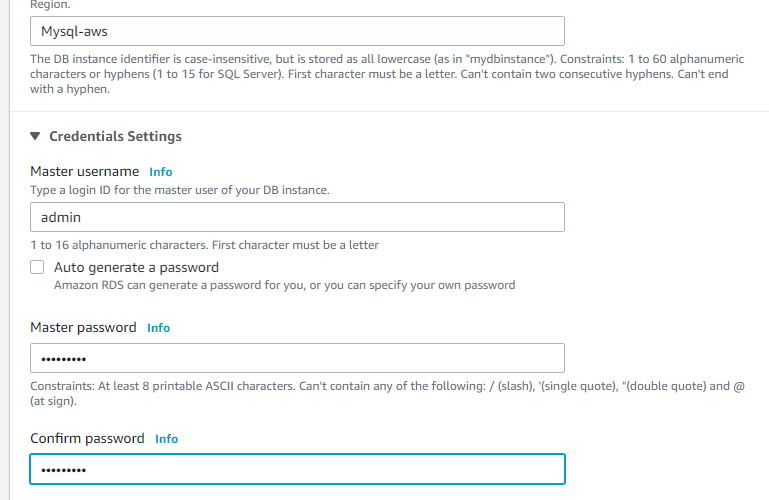 Region.
Mysql-aws
The DB instance identifier is case-insensitive, but is stored as all lowercase (as in "mydbinstance"). Constraints: 1 to 60 alphanumeric
characters or hyphens (1 to 15 for SQL Server). First character must be a letter. Can't contain two consecutive hyphens. Can't end
with a hyphen.
Credentials Settings
Master username Info
Type a login ID for the master user of your DB instance.
admin
1 to 16 alphanumeric characters. First character must be a letter
Auto generate a password
Amazon RDS can generate a password for you, or you can specify your own password
Master password Info
•••••••••
Constraints: At least 8 printable ASCII characters. Can't contain any of the following: / (slash), '(single quote), "(double quote) and @
(at sign).
Confirm password Info
•••••••••